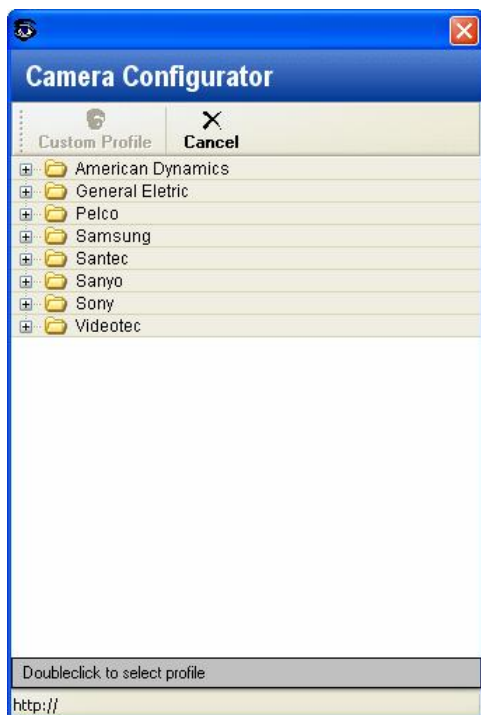 Camera Configurator
Custom Profile Cancel
American Dynamics
General Eletric
Pelco
Samsung
Santec
Sanyo
Sony
Videotec
Doubleclick to select profile
http://